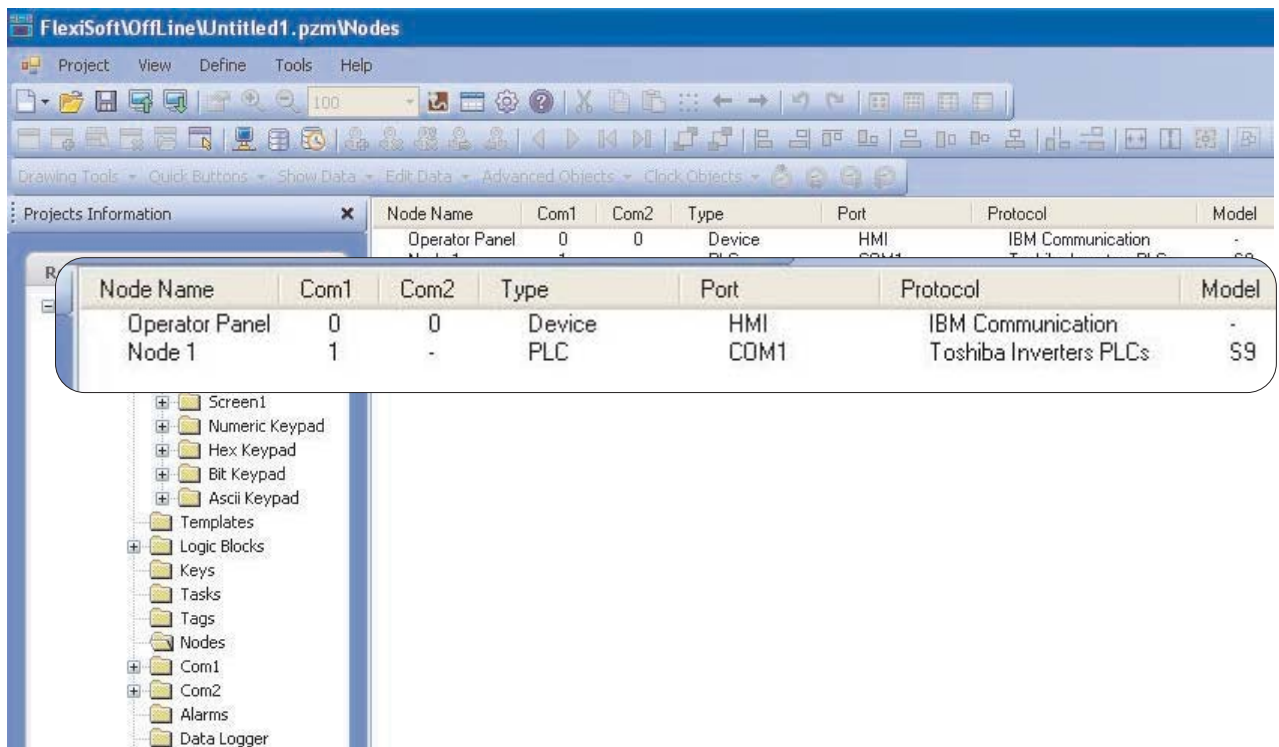 FlexiSoft\OffLine\Untitled1.pzm\Nodes
Project View Define Tools Help
100
Drawing Tools Quick Buttons Show Data Edit Data Advanced Objects Clock Objects
Projects Information
Node Name Com1 Com2 Type Port Protocol Model
Operator Panel 0 0 Device HMI IBM Communication -
Node Name Com1 Com2 Type Port Protocol Model
Operator Panel 0 0 Device HMI IBM Communication -
Node 1 1 - PLC COM1 Toshiba Inverters PLCs S9
Screen1
Numeric Keypad
Hex Keypad
Bit Keypad
Ascii Keypad
Templates
Logic Blocks
Keys
Tasks
Tags
Nodes
Com1
Com2
Alarms
Data Logger